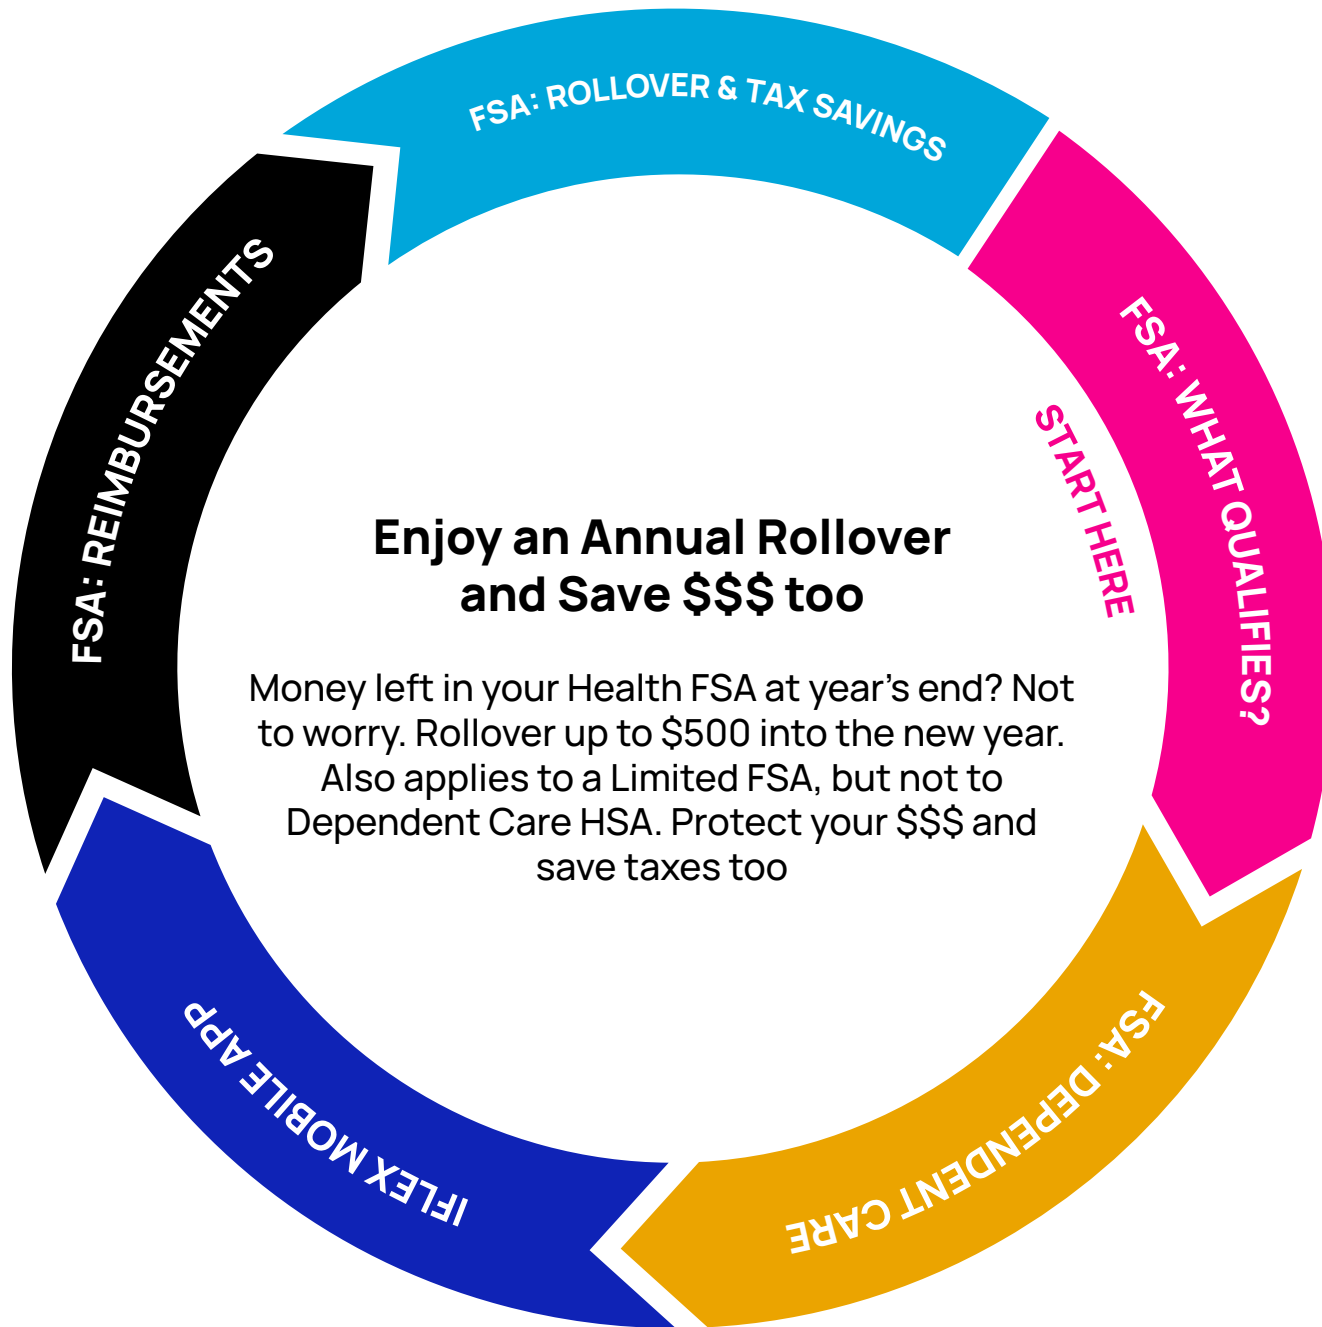 FSA: ROLLOVER & TAX SAVINGS
FSA: WHAT QUALIFIES?
START HERE
FSA: DEPENDENT CARE
IFLEX MOBILE APP
FSA: REIMBURSEMENTS
Enjoy an Annual Rollover
and Save $$$ too
Money left in your Health FSA at year’s end? Not
to worry. Rollover up to $500 into the new year.
Also applies to a Limited FSA, but not to
Dependent Care HSA. Protect your $$$ and
save taxes too